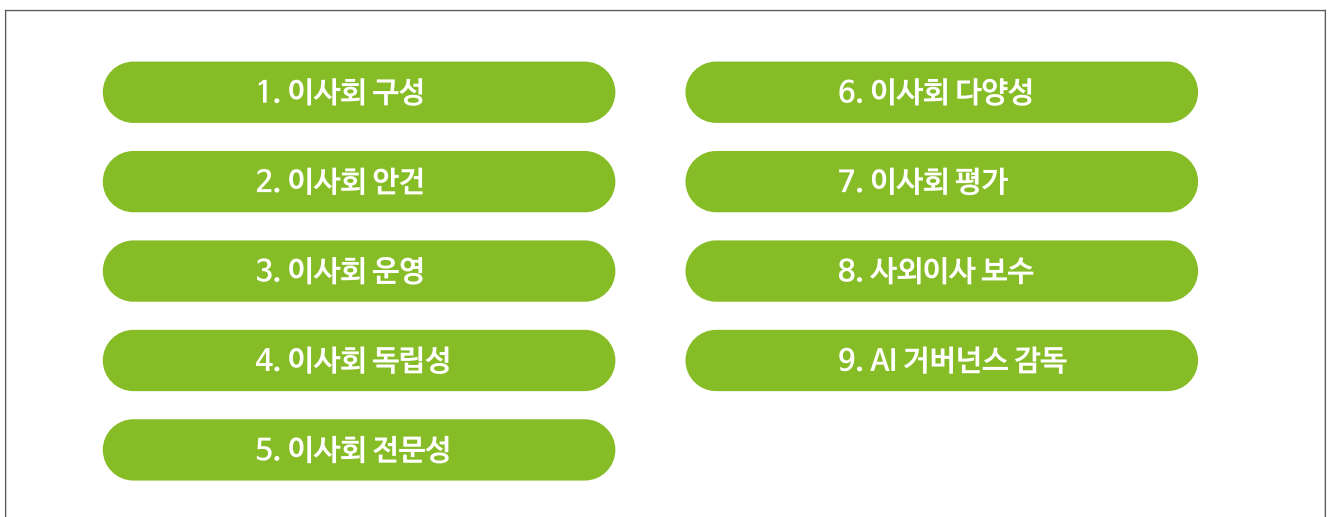 1. 이사회 구성
2. 이사회 안건
3. 이사회 운영
4. 이사회 독립성
5. 이사회 전문성
6. 이사회 다양성
7. 이사회 평가
8. 사외이사 보수
9. AI 거버넌스 감독